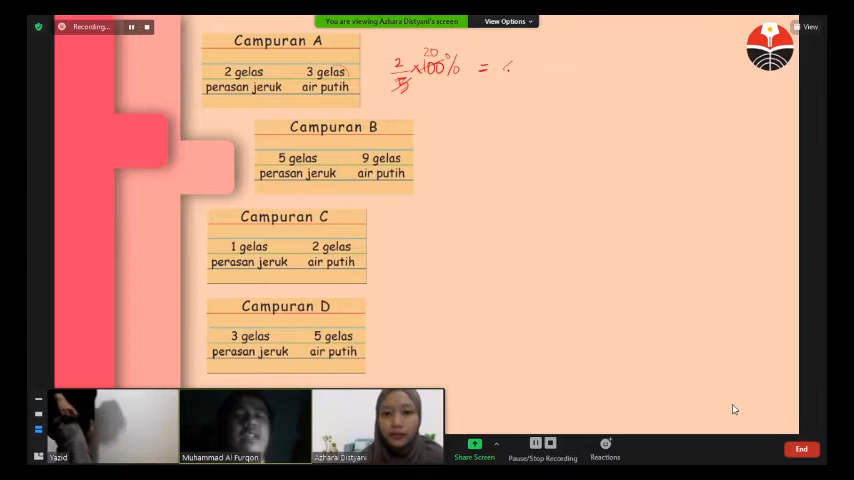 You are viewing Azhara Distyani's screen
View Options
Recording...
View
Campuran A
2 gelas 3 gelas
perasan jeruk air putih
20
2/5 x 100% =
Campuran B
5 gelas 9 gelas
perasan jeruk air putih
Campuran C
1 gelas 2 gelas
perasan jeruk air putih
Campuran D
3 gelas 5 gelas
perasan jeruk air putih
Yazid
Muhammad Al Furqon
Azhara Distyani
Share Screen
Pause/Stop Recording
Reactions
End